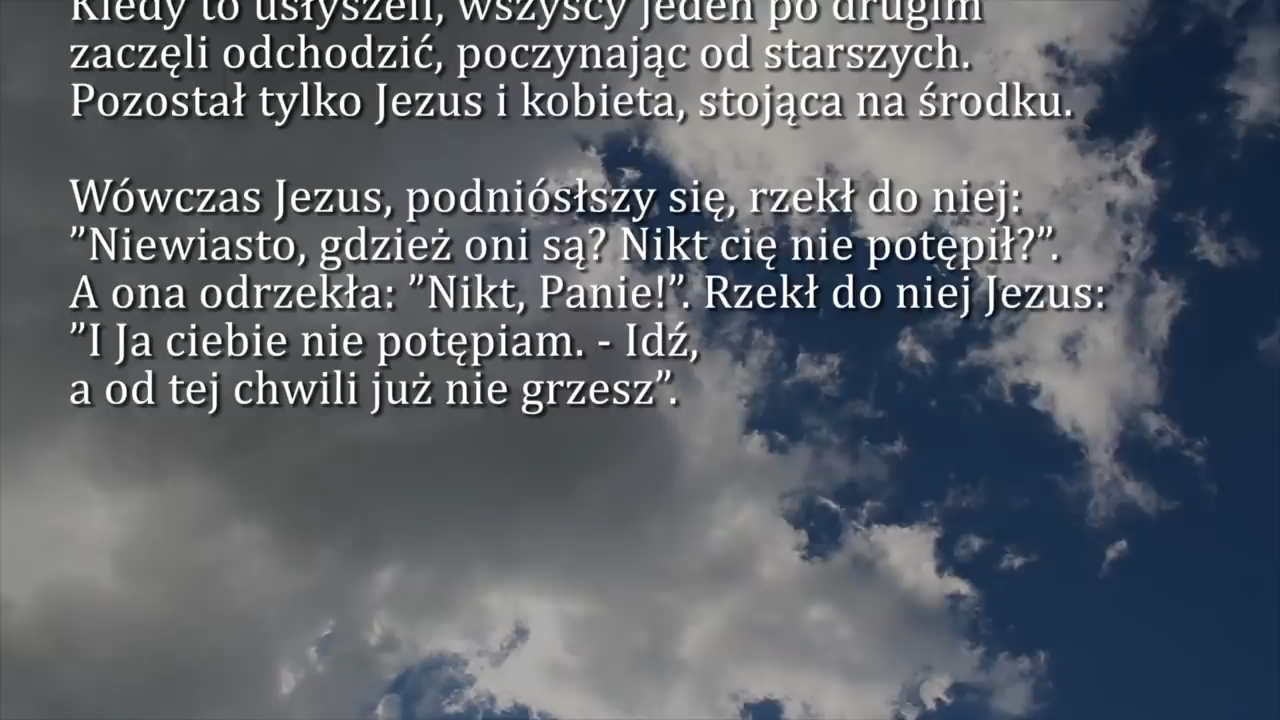 Kiedy to usłyszeli, wszyscy jeden po drugim
zaczęli odchodzić, poczynając od starszych.
Pozostał tylko Jezus i kobieta, stojąca na środku.
Wówczas Jezus, podniósłszy się, rzekł do niej:
”Niewiasto, gdzież oni są? Nikt cię nie potępił?”.
A ona odrzekła: ”Nikt, Panie!”. Rzekł do niej Jezus:
”I Ja ciebie nie potępiam. - Idź,
a od tej chwili już nie grzesz”.